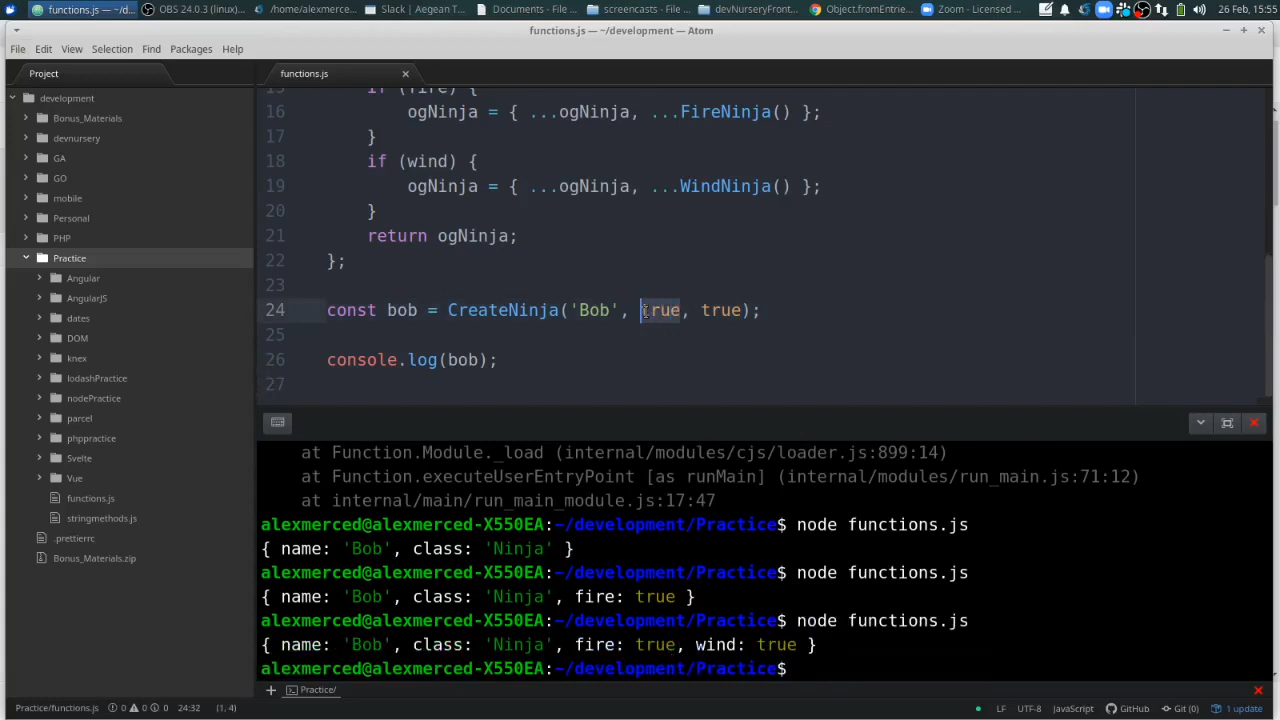 functions.js — ~/d...
OBS 24.0.3 (linux)...
/home/alexmerced...
Slack | Aegean T...
Documents - File ...
screencasts - File ...
devNurseryFront...
Object.fromEntrie...
Zoom - Licensed ...
26 Feb, 15:55
functions.js — ~/development — Atom
File Edit View Selection Find Packages Help
Project
functions.js
development
Bonus_Materials
devnursery
GA
GO
mobile
Personal
PHP
Practice
Angular
AngularJS
dates
DOM
knex
lodashPractice
nodePractice
parcel
phppractice
Svelte
Vue
functions.js
stringmethods.js
.prettierrc
Bonus_Materials.zip
15 if (fire) {
16 ogNinja = { ...ogNinja, ...FireNinja() };
17 }
18 if (wind) {
19 ogNinja = { ...ogNinja, ...WindNinja() };
20 }
21 return ogNinja;
22 };
23
24 const bob = CreateNinja('Bob', true, true);
25
26 console.log(bob);
27
at Function.Module._load (internal/modules/cjs/loader.js:899:14)
at Function.executeUserEntryPoint [as runMain] (internal/modules/run_main.js:71:12)
at internal/main/run_main_module.js:17:47
alexmerced@alexmerced-X550EA:~/development/Practice$ node functions.js
{ name: 'Bob', class: 'Ninja' }
alexmerced@alexmerced-X550EA:~/development/Practice$ node functions.js
{ name: 'Bob', class: 'Ninja', fire: true }
alexmerced@alexmerced-X550EA:~/development/Practice$ node functions.js
{ name: 'Bob', class: 'Ninja', fire: true, wind: true }
alexmerced@alexmerced-X550EA:~/development/Practice$
+ Practice/
Practice/functions.js 0 0 0 24:32 (1, 4)
LF UTF-8 JavaScript GitHub Git (0) 1 update